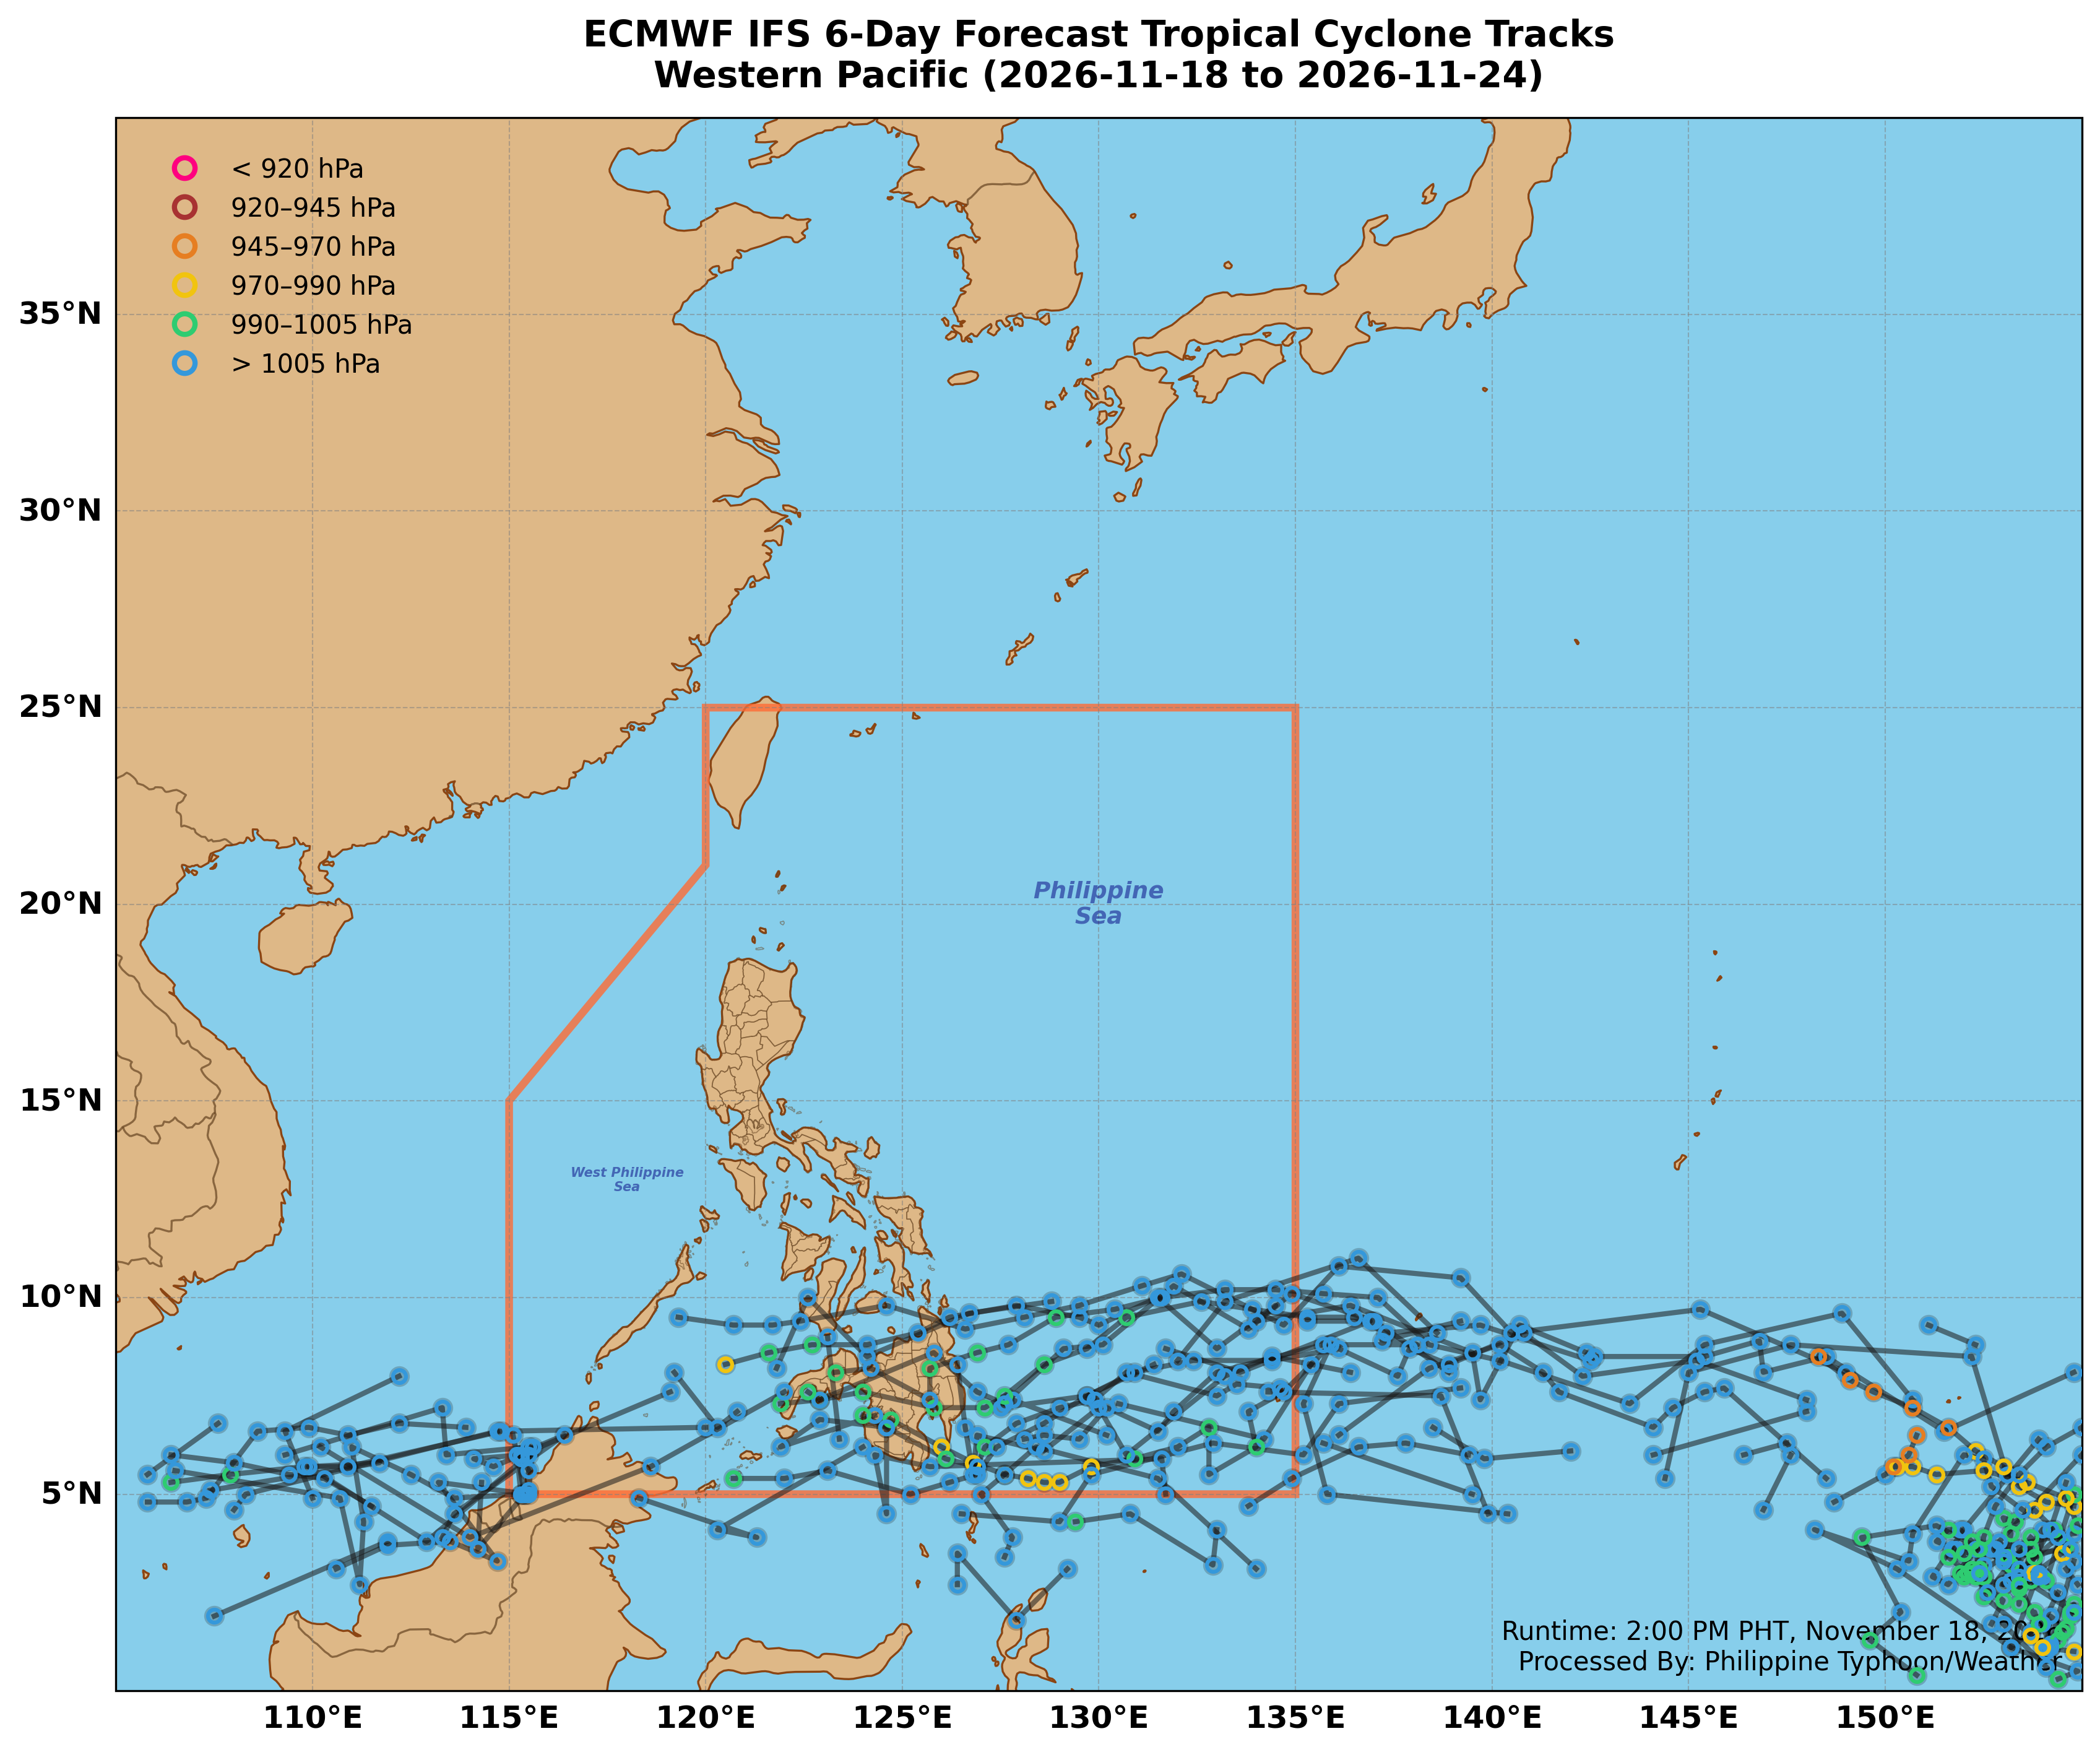 ECMWF IFS 6-Day Forecast Tropical Cyclone Tracks
Western Pacific (2026-11-18 to 2026-11-24)
< 920 hPa
920–945 hPa
945–970 hPa
970–990 hPa
990–1005 hPa
> 1005 hPa
35°N
30°N
25°N
20°N
15°N
10°N
5°N
Philippine
Sea
West Philippine
Sea
Runtime: 2:00 PM PHT, November 18,
Processed By: Philippine Typhoon/Weather
110°E
115°E
120°E
125°E
130°E
135°E
140°E
145°E
150°E